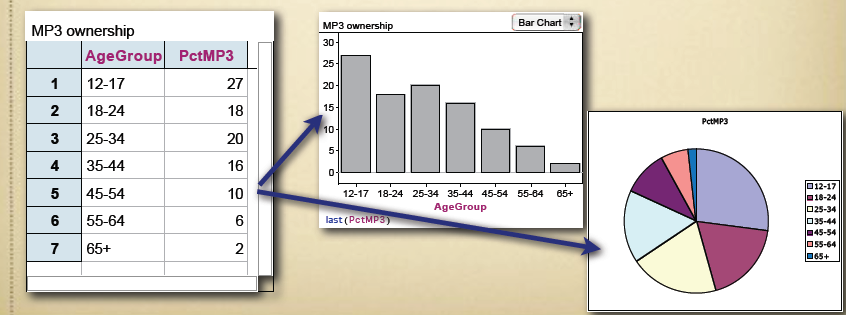 MP3 ownership
AgeGroup PctMP3
1 12-17 27
2 18-24 18
3 25-34 20
4 35-44 16
5 45-54 10
6 55-64 6
7 65+ 2
MP3 ownership
Bar Chart
30
25
20
15
10
5
0
12-17 18-24 25-34 35-44 45-54 55-64 65+
AgeGroup
last (PctMP3)
PctMP3
12-17
18-24
25-34
35-44
45-54
55-64
65+